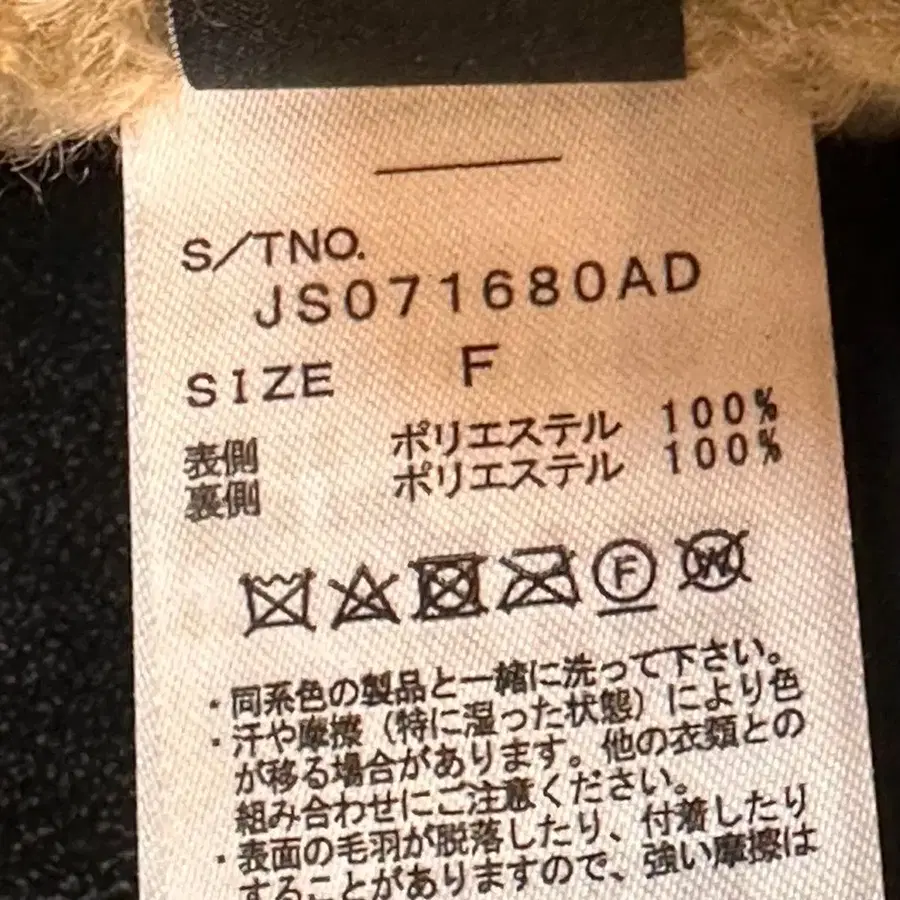 S/TNO.
JS071680AD
SIZE F
表側 ポリエステル 100%
裏側 ポリエステル 100%
F W
・同系色の製品と一緒に洗って下さい。
・汗や摩擦（特に湿った状態）により色
が移る場合があります。他の衣類との
組み合わせにご注意ください。
・表面の毛羽が脱落したり、付着したり
することがありますので、強い摩擦は